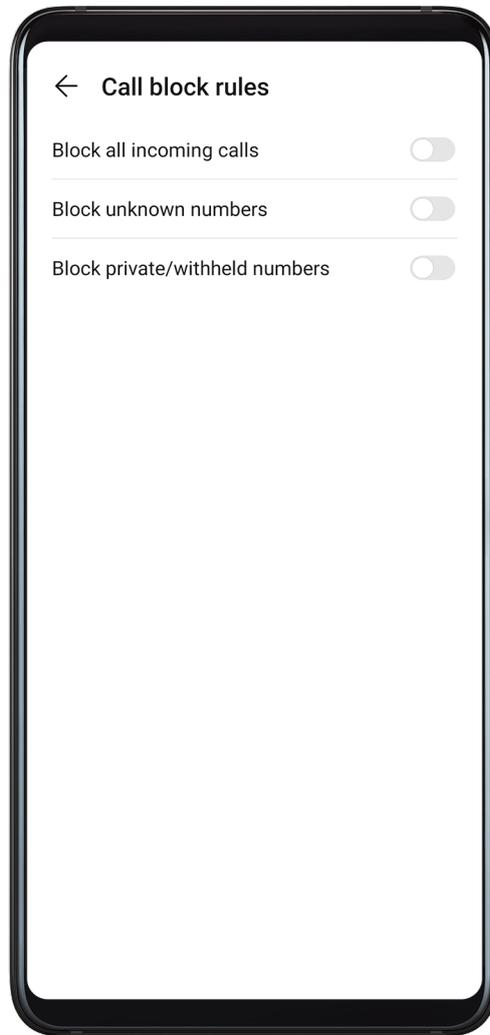 Call block rules
Block all incoming calls
Block unknown numbers
Block private/withheld numbers